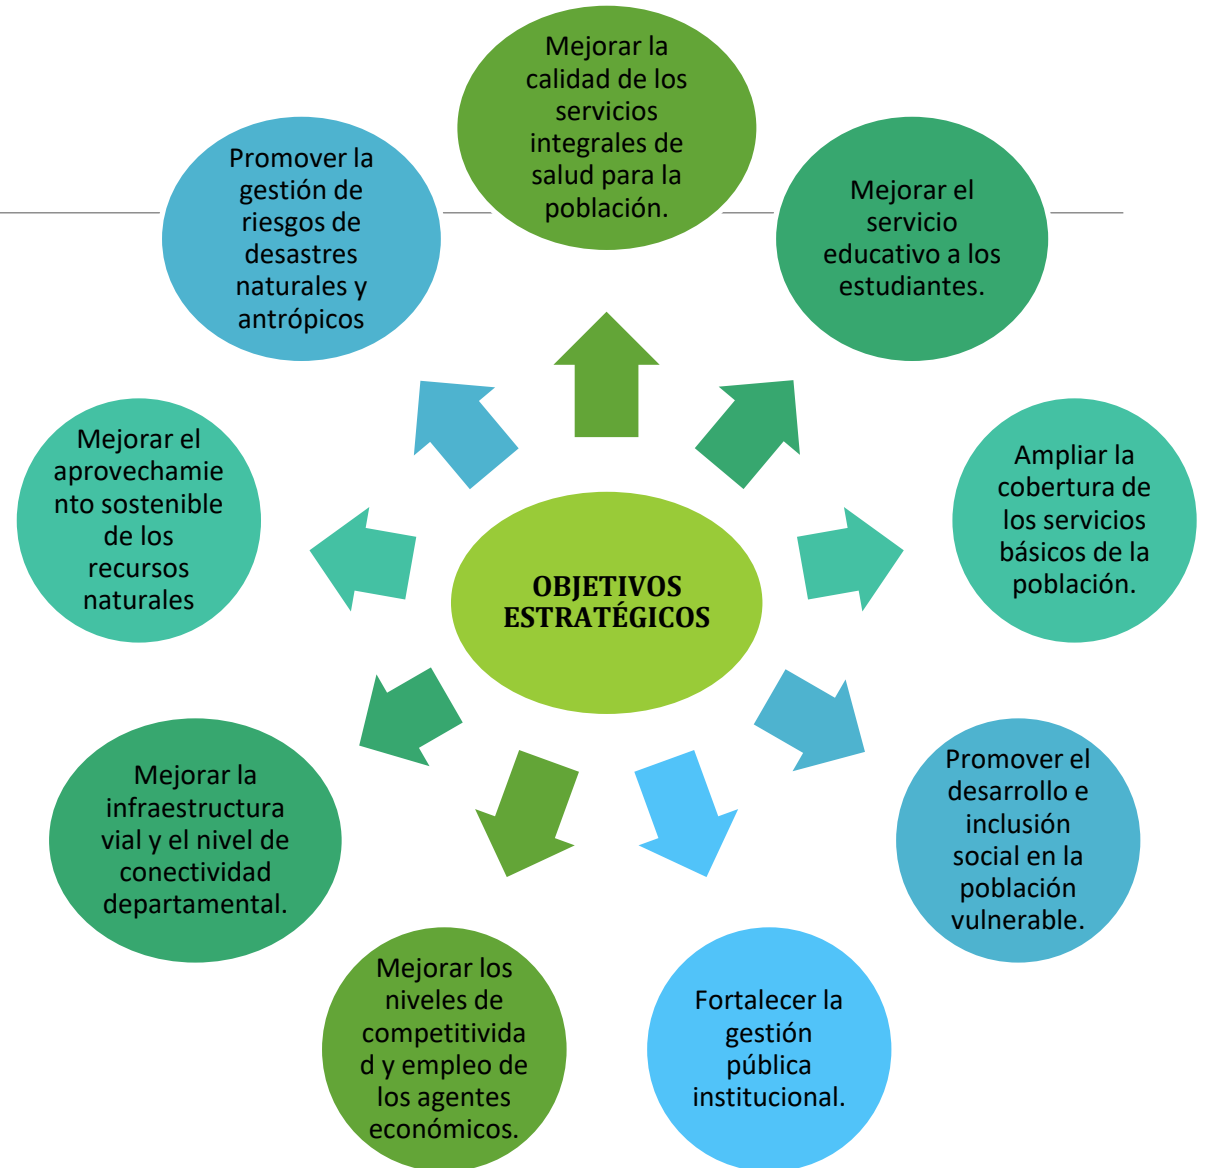 Mejorar la
calidad de los
servicios
integrales de
salud para la
población.
Mejorar el
servicio
educativo a los
estudiantes.
Ampliar la
cobertura de
los servicios
básicos de la
población.
Promover el
desarrollo e
inclusión
social en la
población
vulnerable.
Fortalecer la
gestión
pública
institucional.
Mejorar los
niveles de
competitivida
d y empleo de
los agentes
económicos.
Mejorar la
infraestructura
vial y el nivel de
conectividad
departamental.
Mejorar el
aprovechamie
nto sostenible
de los
recursos
naturales
Promover la
gestión de
riesgos de
desastres
naturales y
antrópicos
OBJETIVOS
ESTRATÉGICOS